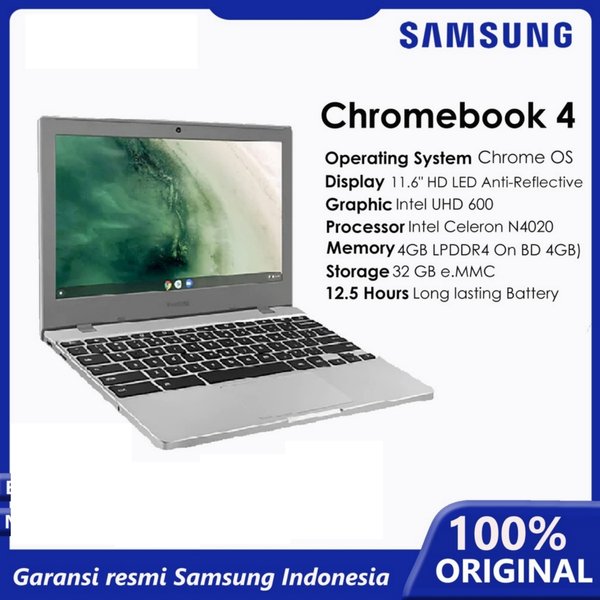 SAMSUNG
Chromebook 4
Operating System Chrome OS
Display 11.6" HD LED Anti-Reflective
Graphic Intel UHD 600
Processor Intel Celeron N4020
Memory 4GB LPDDR4 On BD 4GB)
Storage 32 GB e.MMC
12.5 Hours Long lasting Battery
SAMSUNG
100%
ORIGINAL
Garansi resmi Samsung Indonesia